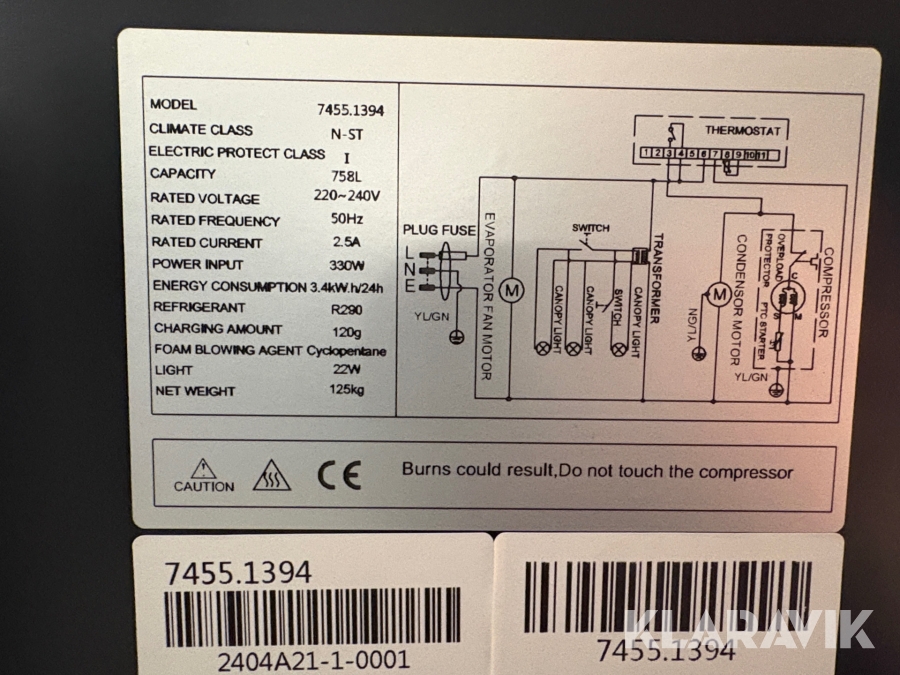 MODEL 7455.1394
CLIMATE CLASS N-ST
ELECTRIC PROTECT CLASS I
CAPACITY 758L
RATED VOLTAGE 220~240V
RATED FREQUENCY 50Hz
RATED CURRENT 2.5A
POWER INPUT 330W
ENERGY CONSUMPTION 3.4kW.h/24h
REFRIGERANT R290
CHARGING AMOUNT 120g
FOAM BLOWING AGENT Cyclopentane
LIGHT 22W
NET WEIGHT 125kg
THERMOSTAT
1 2 3 4 5 6 7 8 9 10 11
PLUG FUSE
L
N
E
YL/GN
EVAPORATOR FAN MOTOR
M
SWITCH
CANOPY LIGHT
CANOPY LIGHT
SWITCH
CANOPY LIGHT
TRANSFORMER
YL/GN
M
CONDENSOR MOTOR
OVERLOAD PROTECTOR
PTC STARTER
C
S
YL/GN
COMPRESSOR
CAUTION
CE
Burns could result,Do not touch the compressor
7455.1394
2404A21-1-0001
7455.1394
KLARAVIK